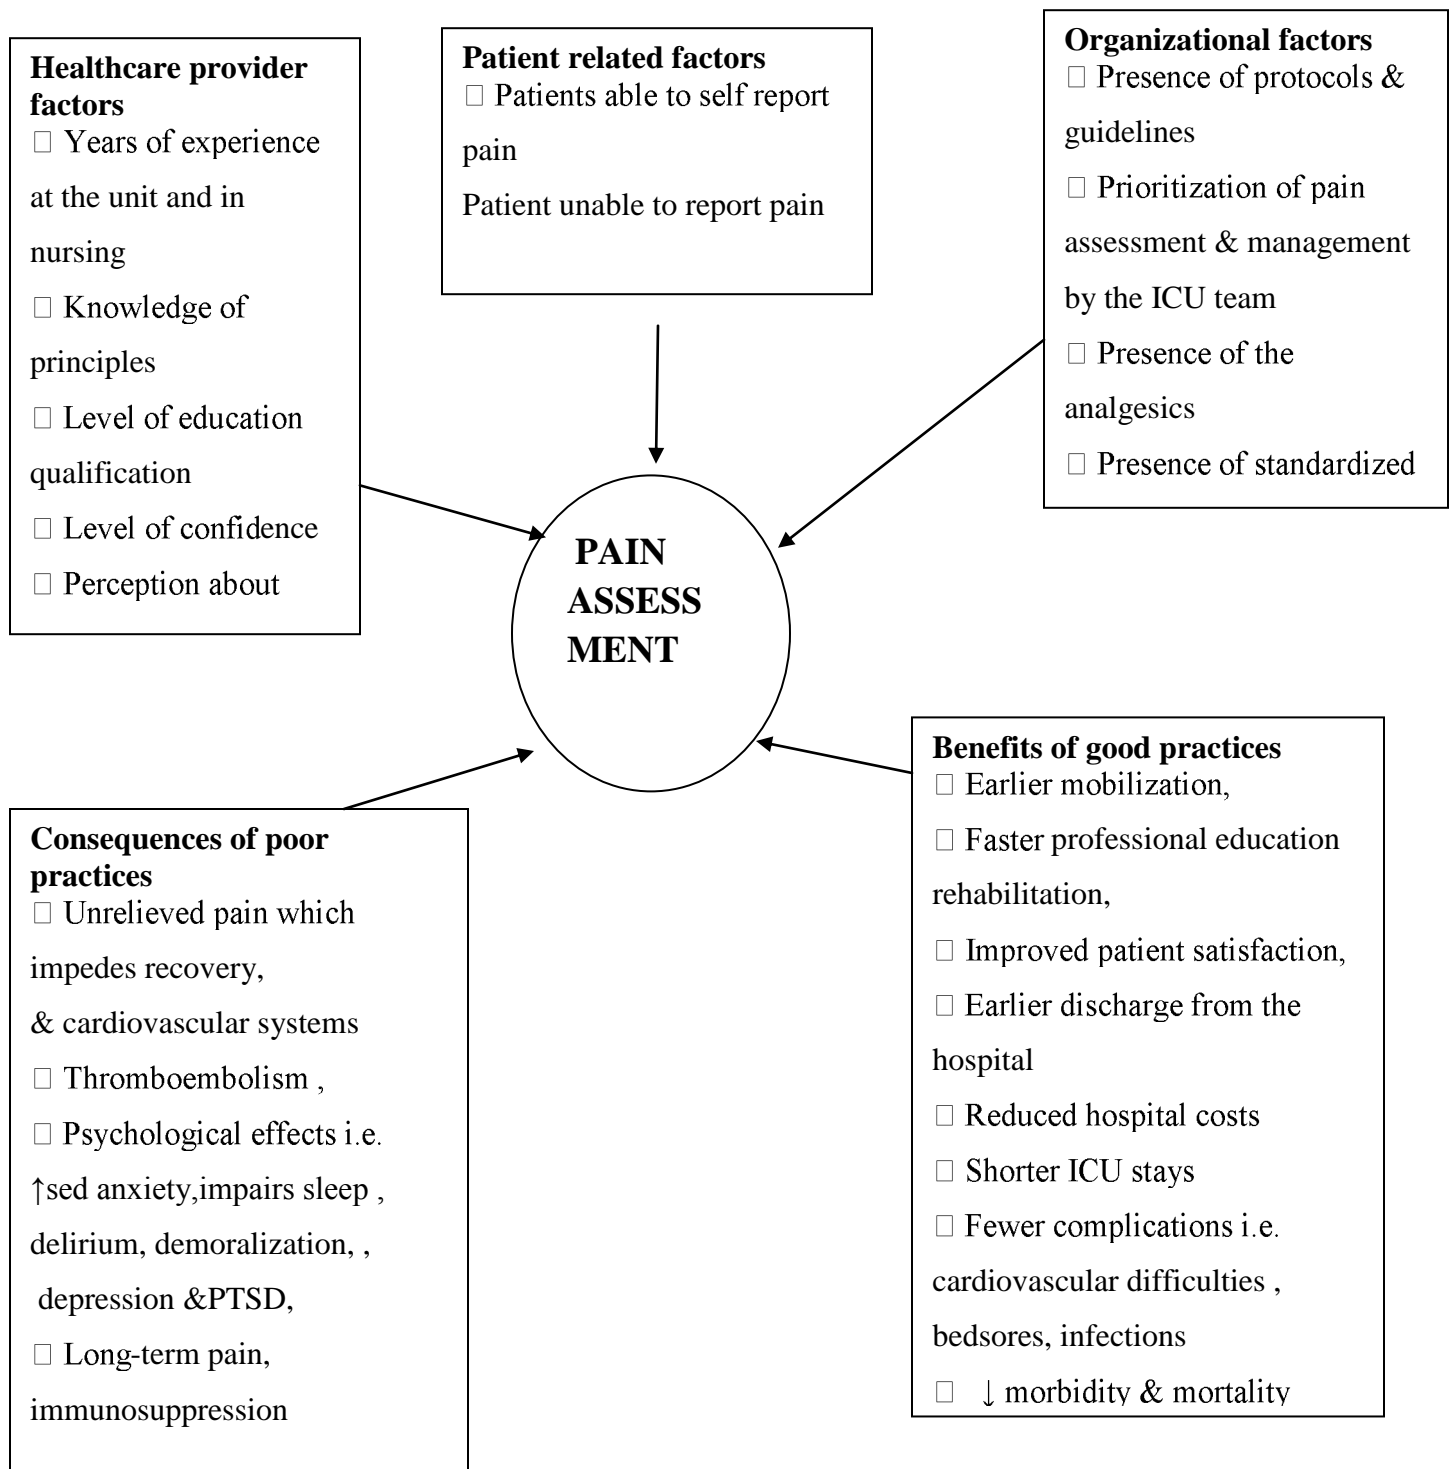 Healthcare provider
factors
□ Years of experience
at the unit and in
nursing
□ Knowledge of
principles
□ Level of education
qualification
□ Level of confidence
□ Perception about
Patient related factors
□ Patients able to self report
pain
Patient unable to report pain
Organizational factors
□ Presence of protocols &
guidelines
□ Prioritization of pain
assessment & management
by the ICU team
□ Presence of the
analgesics
□ Presence of standardized
PAIN
ASSESS
MENT
Consequences of poor
practices
□ Unrelieved pain which
impedes recovery,
& cardiovascular systems
□ Thromboembolism ,
□ Psychological effects i.e.
↑sed anxiety,impairs sleep ,
delirium, demoralization, ,
depression &PTSD,
□ Long-term pain,
immunosuppression
Benefits of good practices
□ Earlier mobilization,
□ Faster professional education
rehabilitation,
□ Improved patient satisfaction,
□ Earlier discharge from the
hospital
□ Reduced hospital costs
□ Shorter ICU stays
□ Fewer complications i.e.
cardiovascular difficulties ,
bedsores, infections
□ ↓ morbidity & mortality